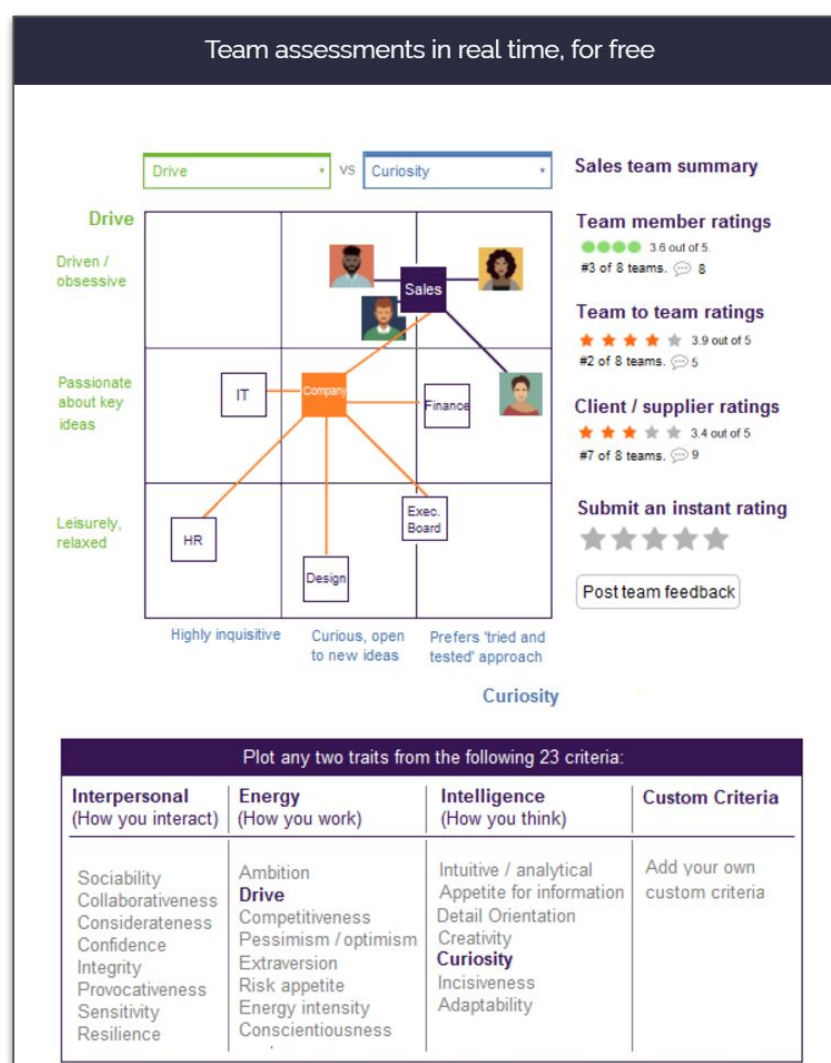 Team assessments in real time, for free
Drive
VS
Curiosity
Sales team summary
Drive
Driven /
obsessive
Passionate
about key
ideas
Leisurely,
relaxed
Sales
IT
Company
Finance
HR
Exec.
Board
Design
Highly inquisitive
Curious, open
to new ideas
Prefers 'tried and
tested' approach
Curiosity
Team member ratings
3.6 out of 5.
#3 of 8 teams. 8
Team to team ratings
3.9 out of 5
#2 of 8 teams. 5
Client / supplier ratings
3.4 out of 5
#7 of 8 teams. 9
Submit an instant rating
Post team feedback
Plot any two traits from the following 23 criteria:
Interpersonal
(How you interact)
Sociability
Collaborativeness
Considerateness
Confidence
Integrity
Provocativeness
Sensitivity
Resilience
Energy
(How you work)
Ambition
Drive
Competitiveness
Pessimism / optimism
Extraversion
Risk appetite
Energy intensity
Conscientiousness
Intelligence
(How you think)
Intuitive / analytical
Appetite for information
Detail Orientation
Creativity
Curiosity
Incisiveness
Adaptability
Custom Criteria
Add your own
custom criteria